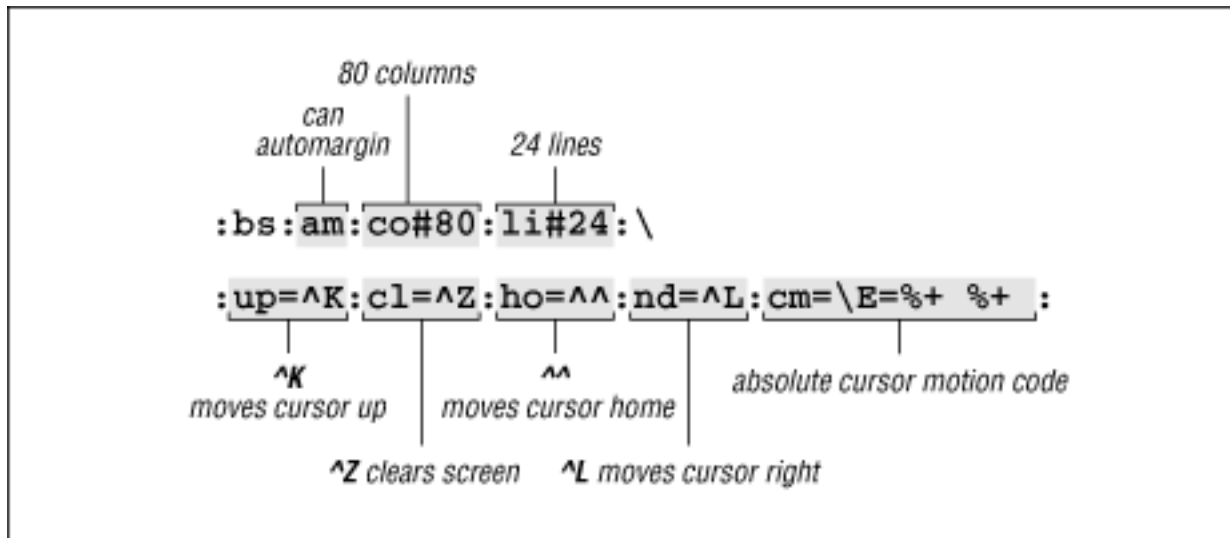 80 columns
can
automargin
24 lines
:bs:am:co#80:li#24:\
:up=^K:cl=^Z:ho=^^:nd=^L:cm=\E=%+ %+ :
^K
moves cursor up
^^
moves cursor home
absolute cursor motion code
^Z clears screen
^L moves cursor right